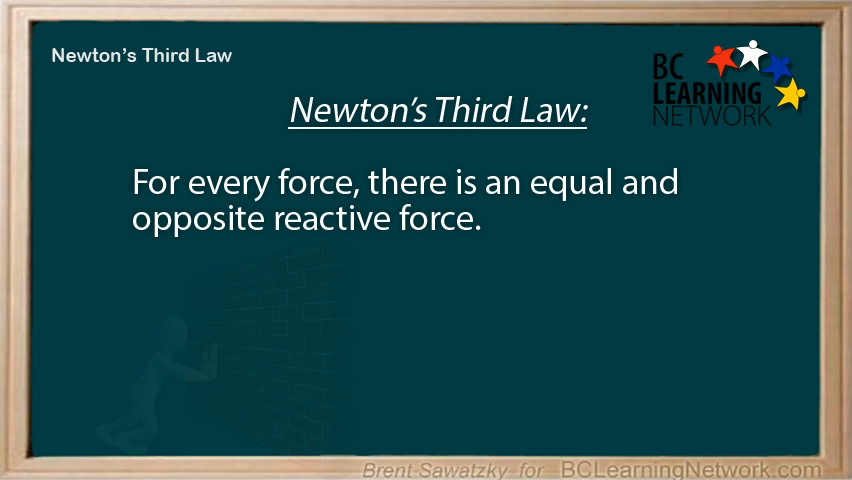 Newton's Third Law
BC
LEARNING
NETWORK
Newton's Third Law:
For every force, there is an equal and
opposite reactive force.
Brent Sawatzky for BCLearningNetwork.com